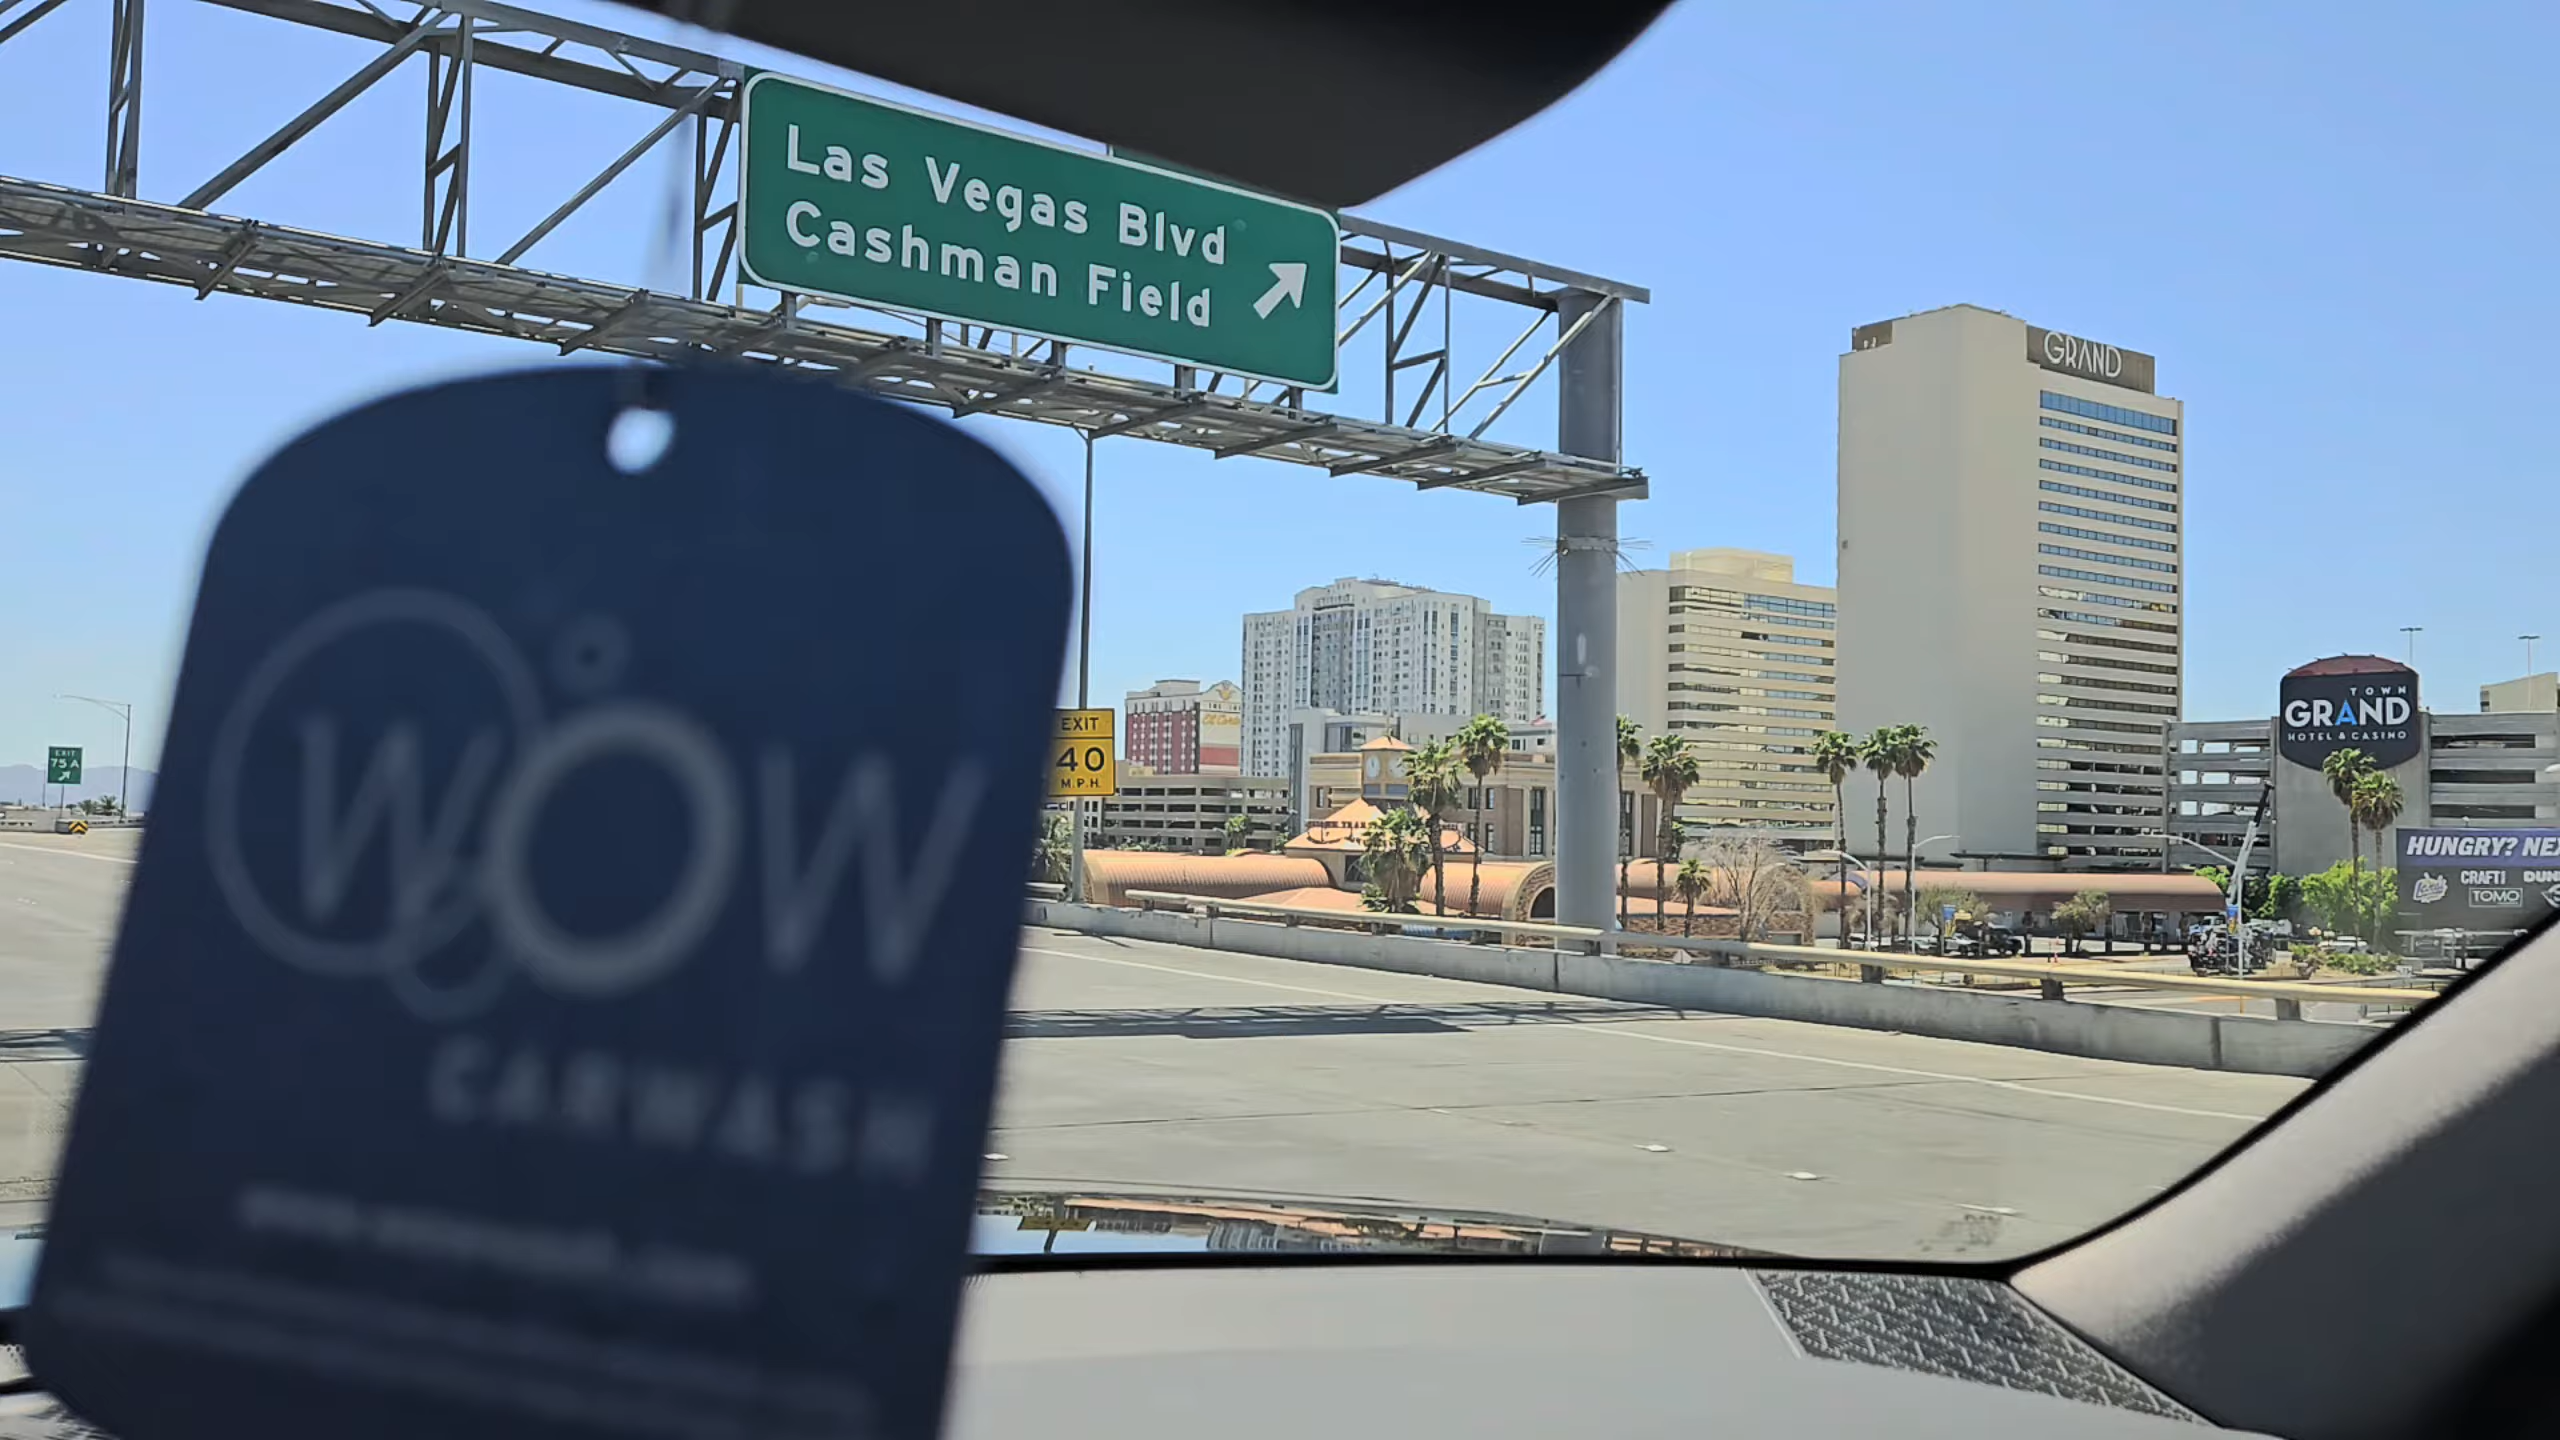 Las Vegas Blvd
Cashman Field
GRAND
EXIT
40
M.P.H.
EXIT
75 A
TOWN
GRAND
HOTEL & CASINO
HUNGRY?
CRAFT
TOMO
WOW
CARWASH